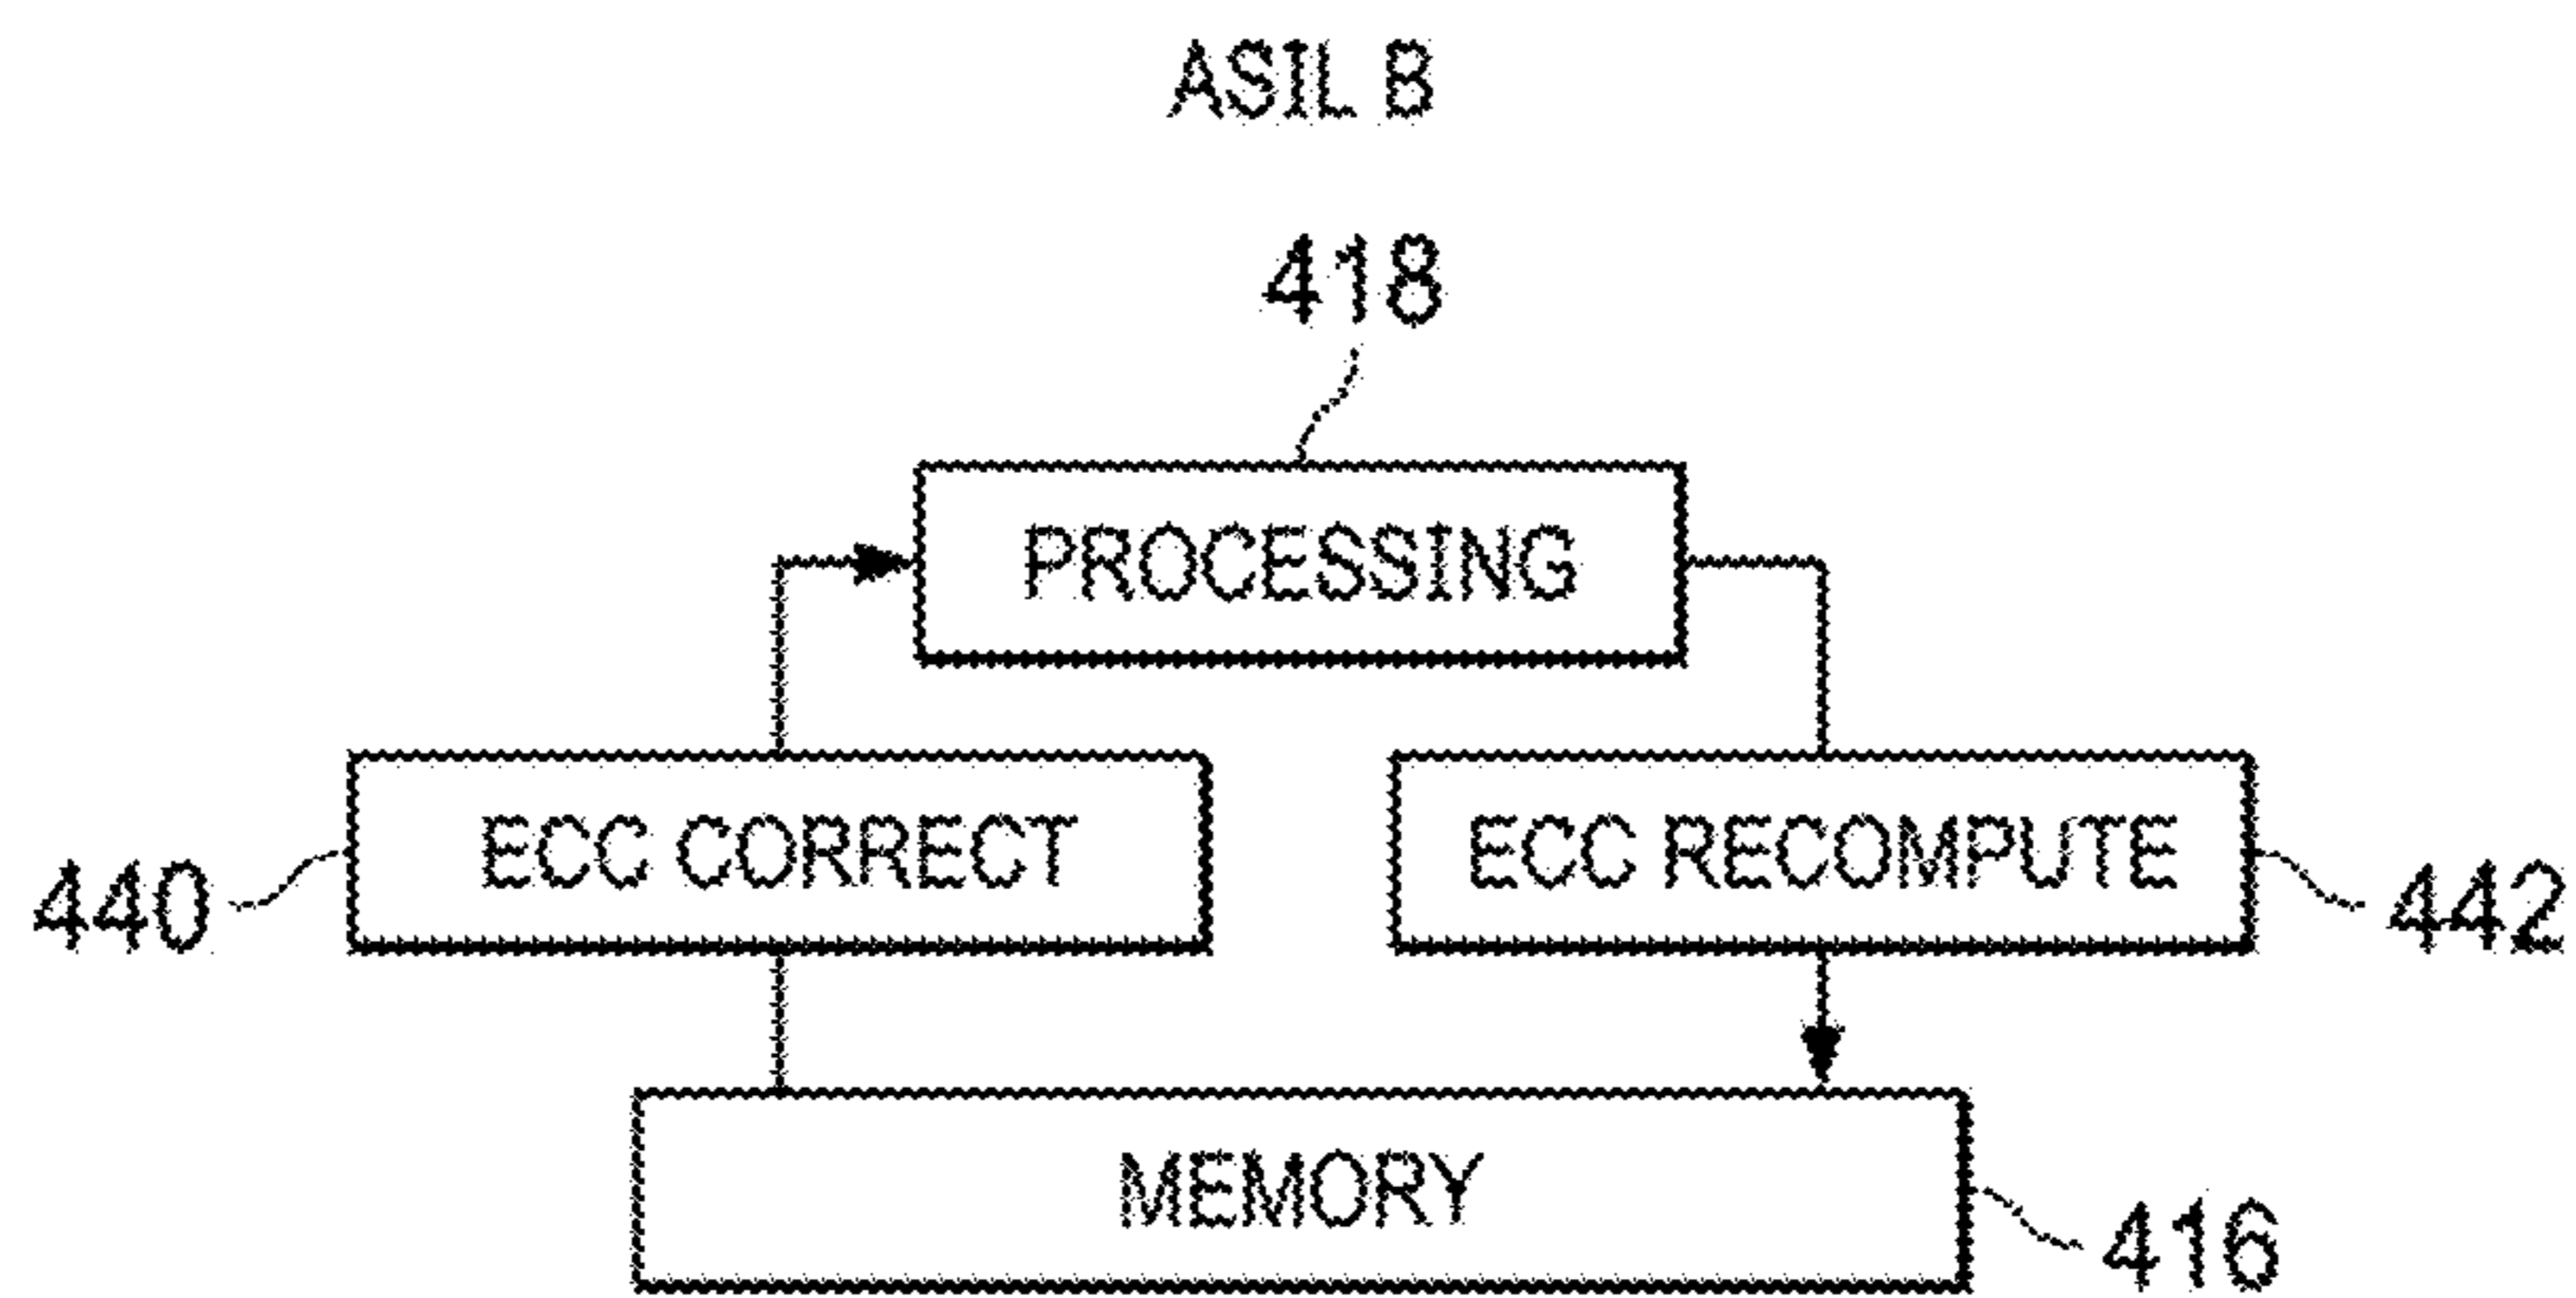 ASIL B
418
PROCESSING
ECC CORRECT
ECC RECOMPUTE
440
442
MEMORY
416